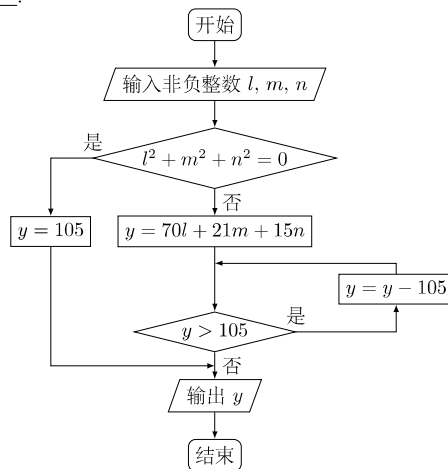 __.
开始
输入非负整数 l, m, n
是
l² + m² + n² = 0
否
y = 105
y = 70l + 21m + 15n
y = y − 105
是
y > 105
否
输出 y
结束